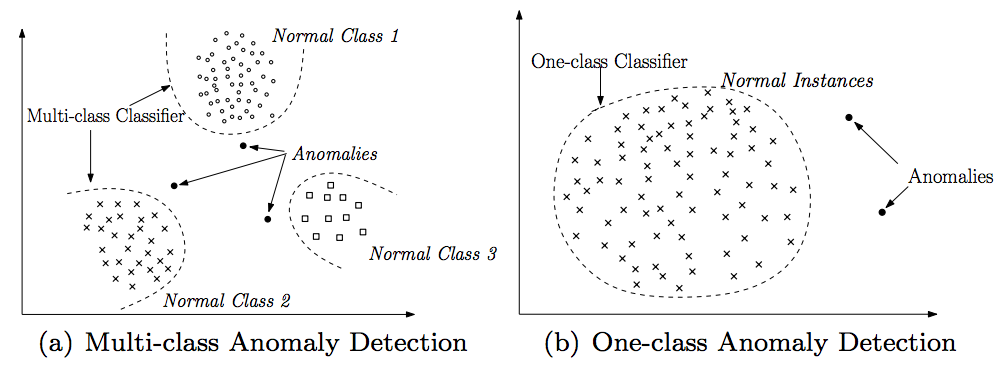 Normal Class 1
Multi-class Classifier
Anomalies
Normal Class 3
Normal Class 2
(a) Multi-class Anomaly Detection
One-class Classifier
Normal Instances
Anomalies
(b) One-class Anomaly Detection